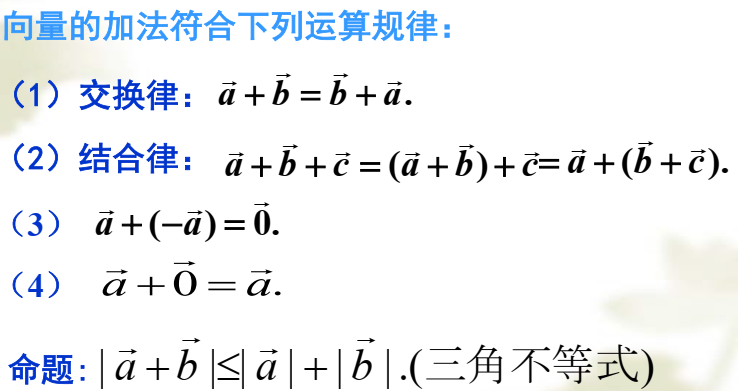 向量的加法符合下列运算规律：
（1）交换律： $\vec{a}+\vec{b}=\vec{b}+\vec{a}.$
（2）结合律： $\vec{a}+\vec{b}+\vec{c}=(\vec{a}+\vec{b})+\vec{c}=\vec{a}+(\vec{b}+\vec{c}).$
（3） $\vec{a}+(-\vec{a})=\vec{0}.$
（4） $\vec{a}+\vec{0}=\vec{a}.$
命题: $|\vec{a}+\vec{b}|\leq|\vec{a}|+|\vec{b}|.$(三角不等式)